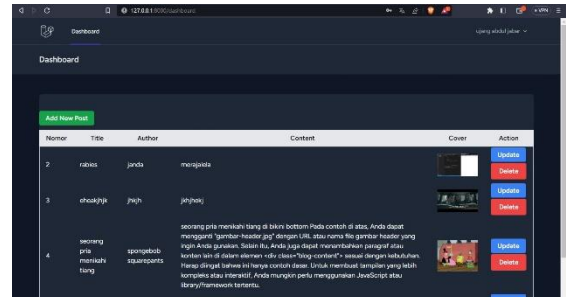 127.0.0.1:8000/dashboard
VPN
Dashboard
ujang abdul jabar
Dashboard
Add New Post
Nomor Title Author Content Cover Action
2 rabies janda merajalela Update
Delete
3 jhkjh Update
Delete
4 seorang pria menikahi tiang
spongebob squarepants
seorang pria menikahi tiang di bikini bottom Pada contoh di atas, Anda dapat
mengganti "gambar-header.jpg" dengan URL atau nama file gambar header yang
ingin Anda gunakan. Selain itu, Anda juga dapat menambahkan paragraf atau
konten lain di dalam elemen <div class="blog-content"> sesuai dengan kebutuhan.
Harap diingat bahwa ini hanya contoh dasar. Untuk membuat tampilan yang lebih
kompleks atau interaktif, Anda mungkin perlu menggunakan JavaScript atau
library/framework tertentu.
Update
Delete